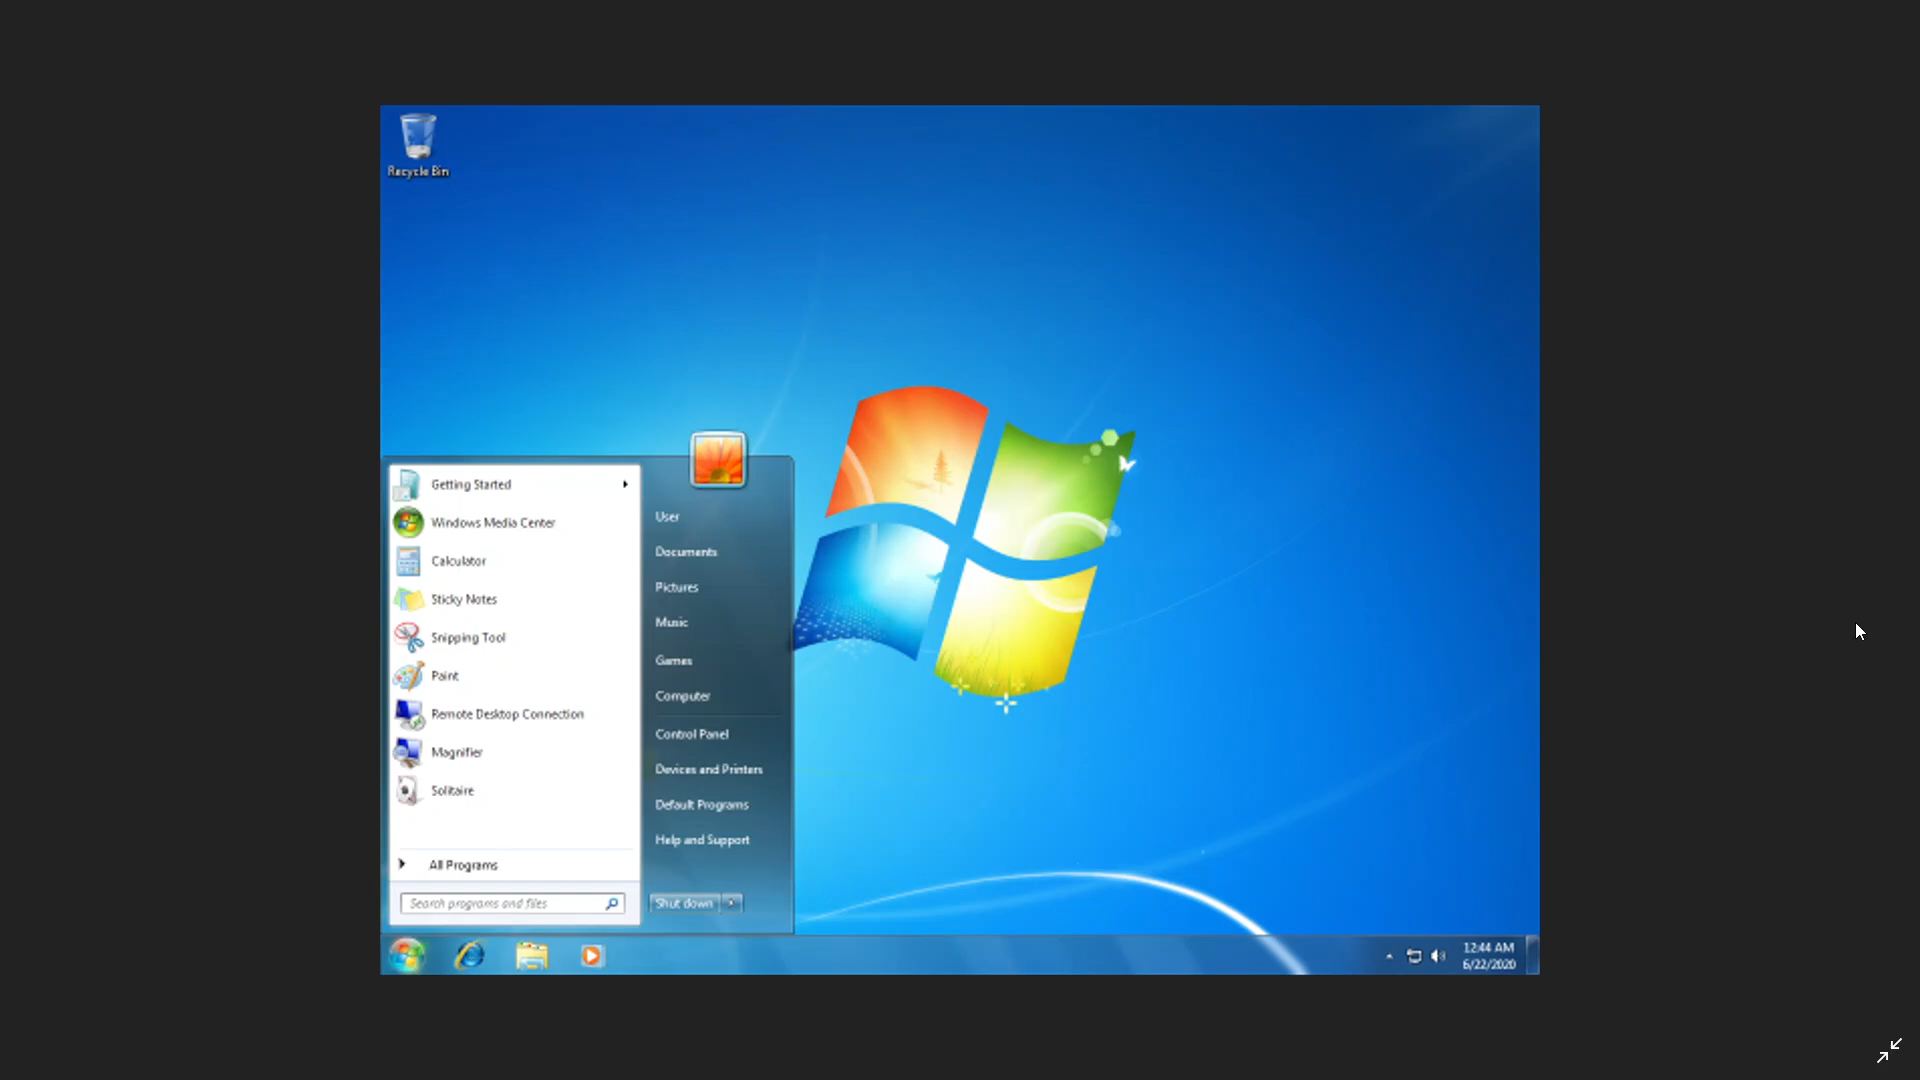 Recycle Bin
Getting Started
Windows Media Center
Calculator
Sticky Notes
Snipping Tool
Paint
Remote Desktop Connection
Magnifier
Solitaire
All Programs
Search programs and files
User
Documents
Pictures
Music
Games
Computer
Control Panel
Devices and Printers
Default Programs
Help and Support
Shut down
12:44 AM
6/22/2020